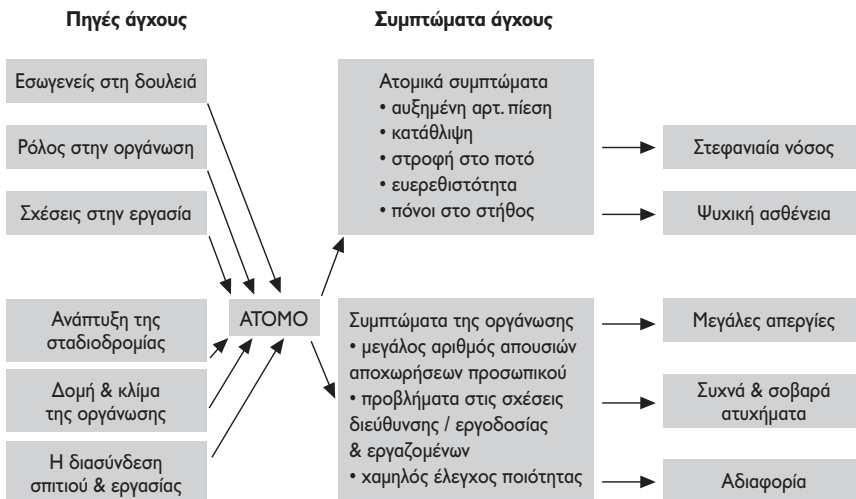 Πηγές άγχους
Συμπτώματα άγχους
Εσωγενείς στη δουλειά
Ρόλος στην οργάνωση
Σχέσεις στην εργασία
Ανάπτυξη της
σταδιοδρομίας
Δομή & κλίμα
της οργάνωσης
Η διασύνδεση
σπιτιού & εργασίας
ΑΤΟΜΟ
Ατομικά συμπτώματα
• αυξημένη αρτ. πίεση
• κατάθλιψη
• στροφή στο ποτό
• ευερεθιστότητα
• πόνοι στο στήθος
Συμπτώματα της οργάνωσης
• μεγάλος αριθμός απουσιών
αποχωρήσεων προσωπικού
• προβλήματα στις σχέσεις
διεύθυνσης / εργοδοσίας
& εργαζομένων
• χαμηλός έλεγχος ποιότητας
Στεφανιαία νόσος
Ψυχική ασθένεια
Μεγάλες απεργίες
Συχνά & σοβαρά
ατυχήματα
Αδιαφορία